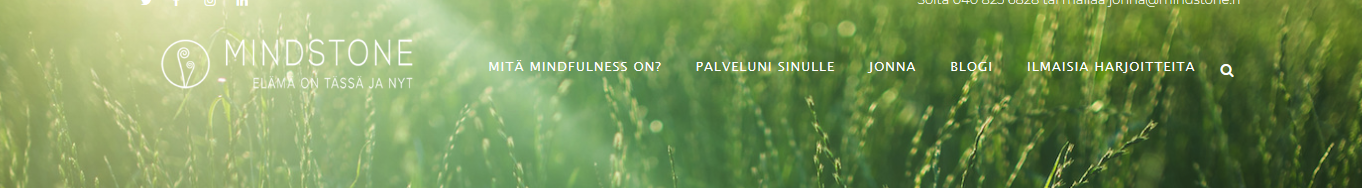 MINDSTONE
ELÄMÄ ON TÄSSÄ JA NYT
MITÄ MINDFULNESS ON?
PALVELUNI SINULLE
JONNA
BLOGI
ILMAISIA HARJOITTEITA